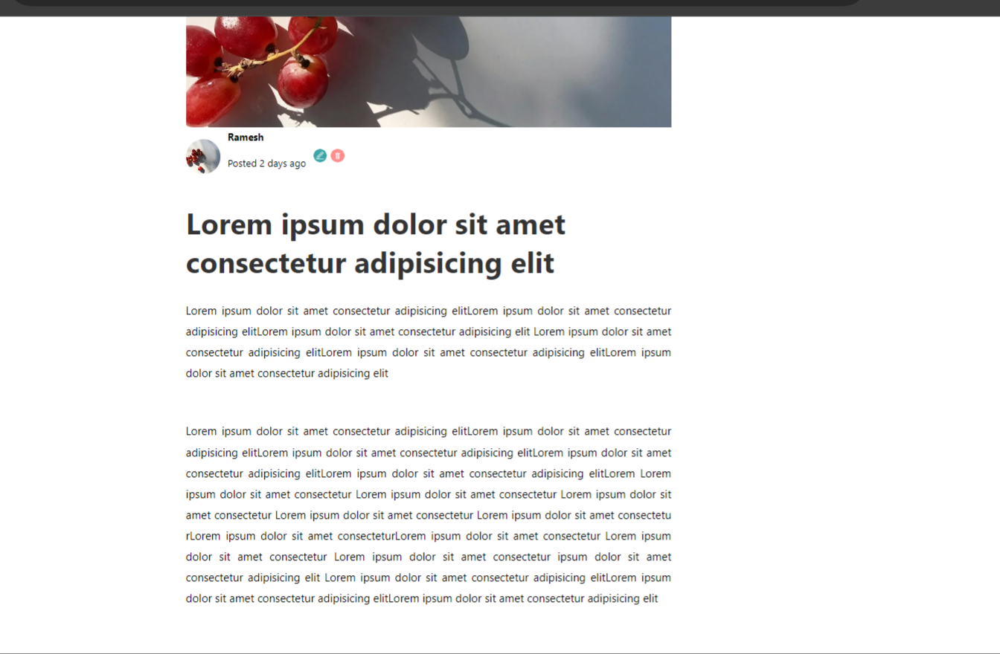 Ramesh
Posted 2 days ago
Lorem ipsum dolor sit amet
consectetur adipisicing elit
Lorem ipsum dolor sit amet consectetur adipisicing elitLorem ipsum dolor sit amet consectetur
adipisicing elitLorem ipsum dolor sit amet consectetur adipisicing elit Lorem ipsum dolor sit amet
consectetur adipisicing elitLorem ipsum dolor sit amet consectetur adipisicing elitLorem ipsum
dolor sit amet consectetur adipisicing elit
Lorem ipsum dolor sit amet consectetur adipisicing elitLorem ipsum dolor sit amet consectetur
adipisicing elitLorem ipsum dolor sit amet consectetur adipisicing elitLorem ipsum dolor sit amet
consectetur adipisicing elitLorem ipsum dolor sit amet consectetur adipisicing elitLorem Lorem
ipsum dolor sit amet consectetur Lorem ipsum dolor sit amet consectetur Lorem ipsum dolor sit
amet consectetur Lorem ipsum dolor sit amet consectetur Lorem ipsum dolor sit amet consectetu
rLorem ipsum dolor sit amet consecteturLorem ipsum dolor sit amet consectetur Lorem ipsum
dolor sit amet consectetur Lorem ipsum dolor sit amet consectetur ipsum dolor sit amet
consectetur adipisicing elit Lorem ipsum dolor sit amet consectetur adipisicing elitLorem ipsum
dolor sit amet consectetur adipisicing elitLorem ipsum dolor sit amet consectetur adipisicing elit